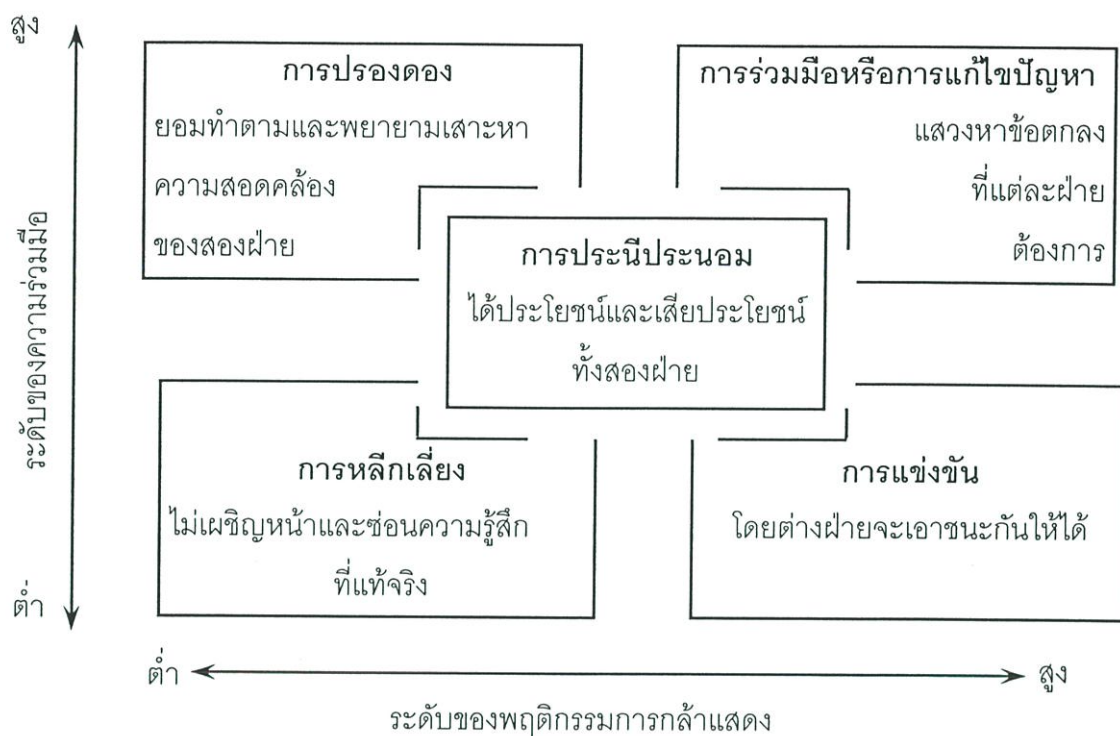 สูง
การปรองดอง
ยอมทำตามและพยายามเสาะหา
ความสอดคล้อง
ของสองฝ่าย
การร่วมมือหรือการแก้ไขปัญหา
แสวงหาข้อตกลง
ที่แต่ละฝ่าย
ต้องการ
การประนีประนอม
ได้ประโยชน์และเสียประโยชน์
ทั้งสองฝ่าย
ระดับของความร่วมมือ
การหลีกเลี่ยง
ไม่เผชิญหน้าและซ่อนความรู้สึก
ที่แท้จริง
การแข่งขัน
โดยต่างฝ่ายจะเอาชนะกันให้ได้
ต่ำ
ต่ำ
สูง
ระดับของพฤติกรรมการกล้าแสดง